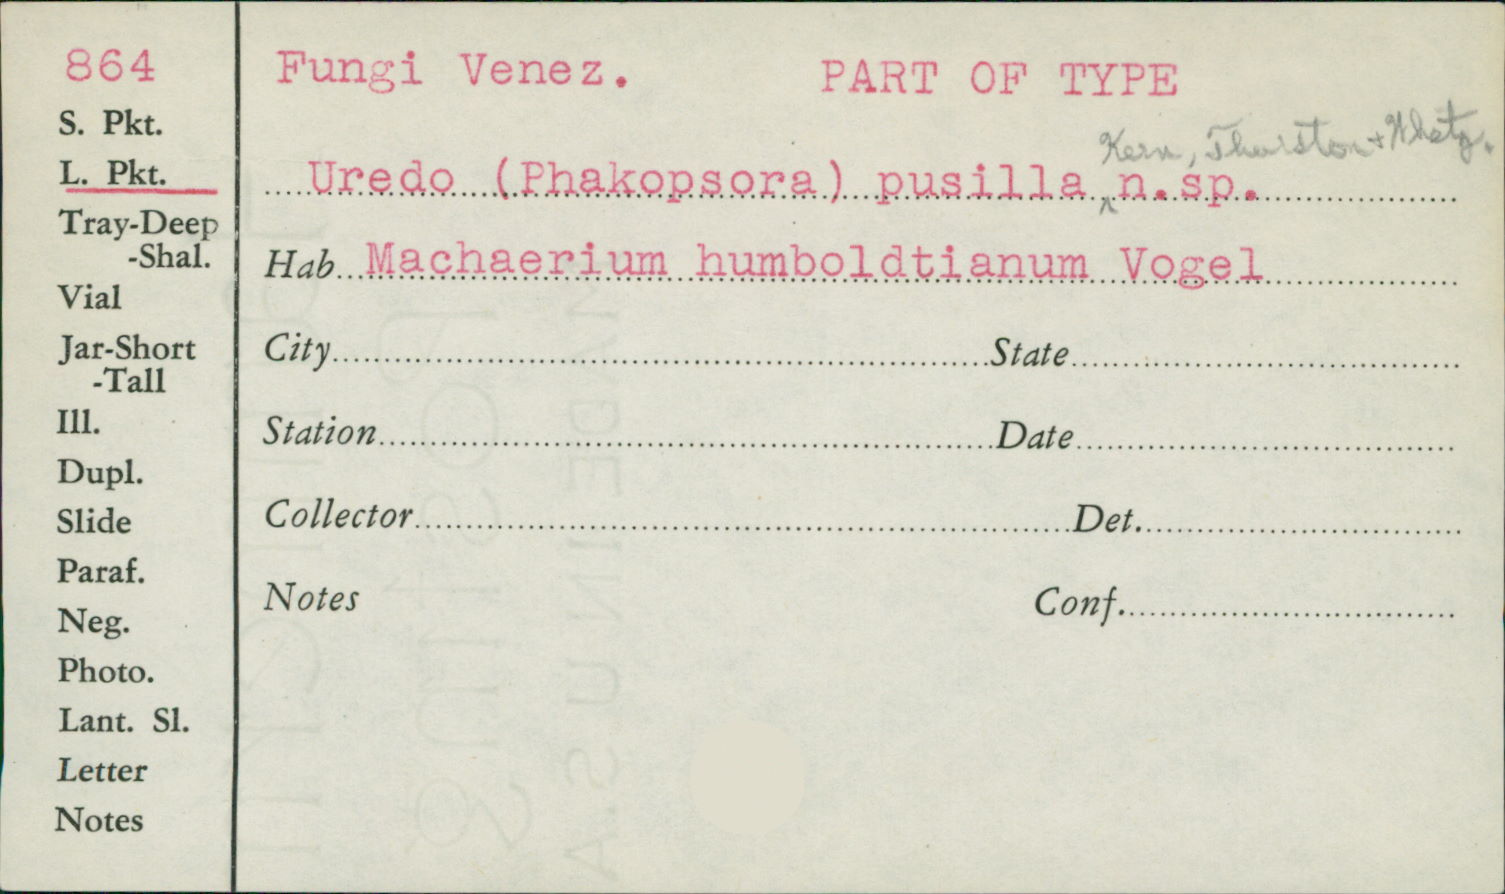 864
Fungi Venez. PART OF TYPE
S. Pkt.
Kern, Thurston + Whetz.
L. Pkt.
Uredo (Phakopsora) pusilla ^ n.sp.
Tray-Deep
-Shal.
Hab Machaerium humboldtianum Vogel
Vial
Jar-Short
-Tall
City State
Ill.
Station Date
Dupl.
Slide
Collector Det.
Paraf.
Neg.
Notes Conf.
Photo.
Lant. Sl.
Letter
Notes